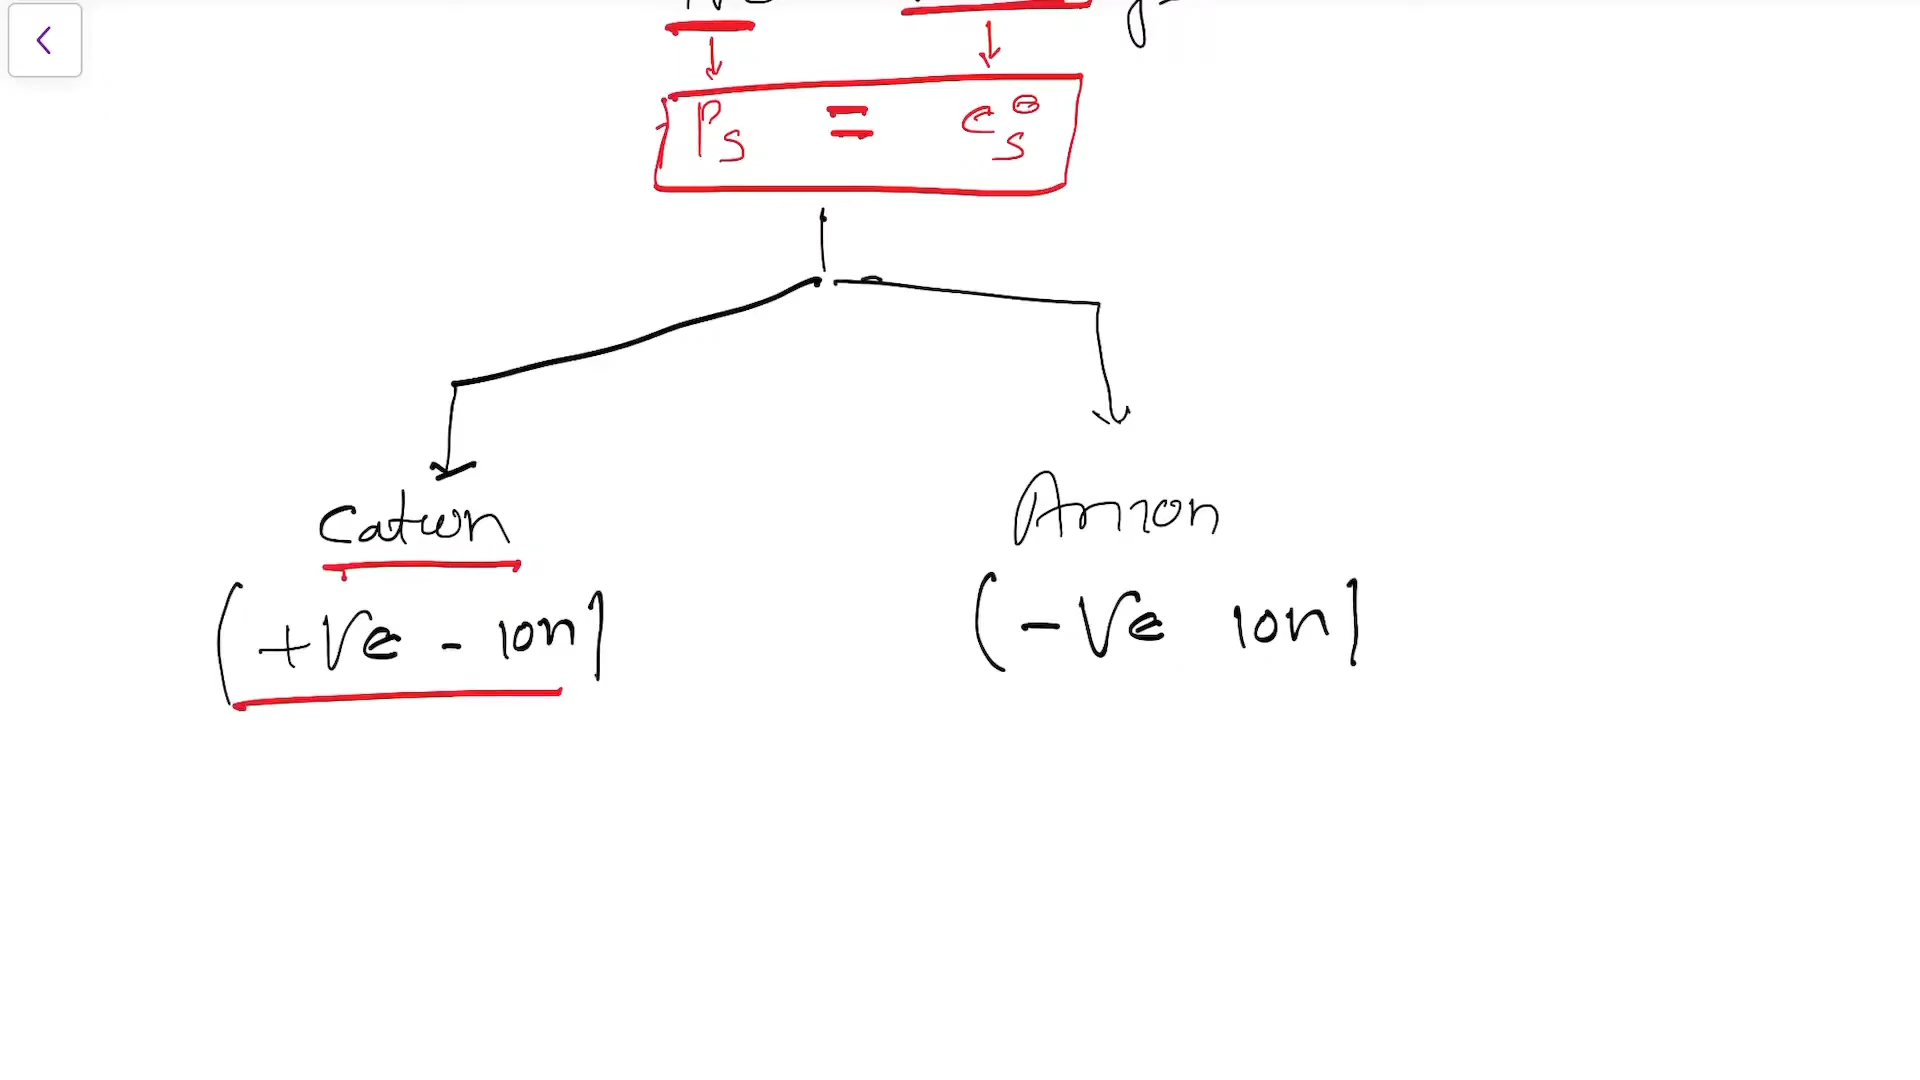 Ps = e⊖s
Cation Anion
(+ve - ion) (-ve ion)